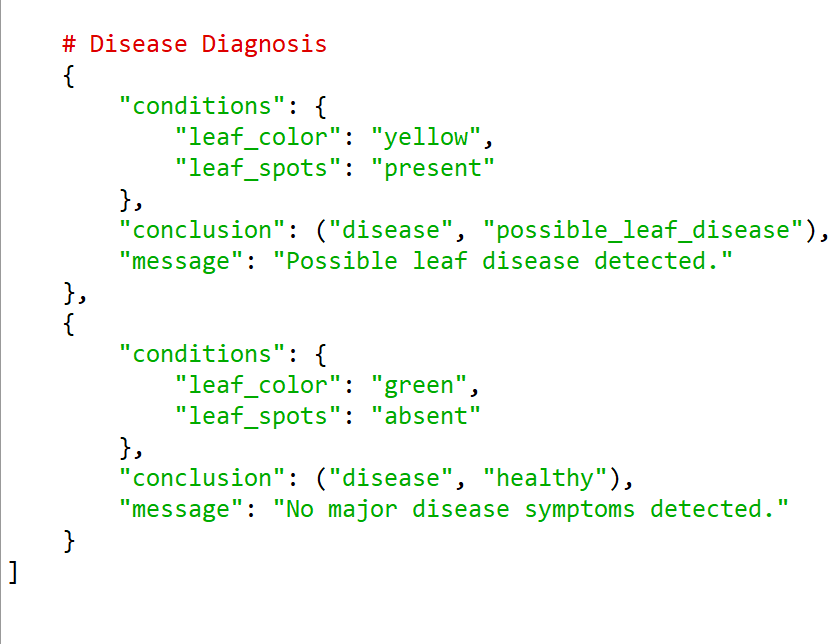 # Disease Diagnosis
{
"conditions": {
"leaf_color": "yellow",
"leaf_spots": "present"
},
"conclusion": ("disease", "possible_leaf_disease"),
"message": "Possible leaf disease detected."
},
{
"conditions": {
"leaf_color": "green",
"leaf_spots": "absent"
},
"conclusion": ("disease", "healthy"),
"message": "No major disease symptoms detected."
}
]